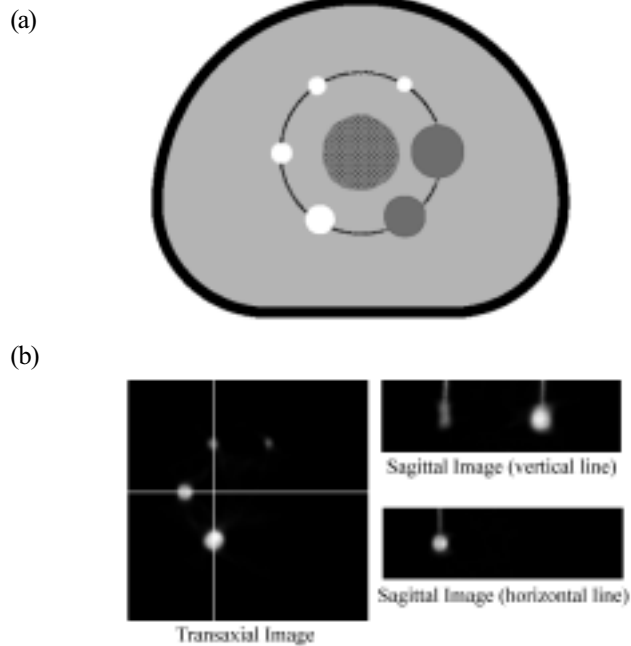 (a)
(b)
Sagittal Image (vertical line)
Sagittal Image (horizontal line)
Transaxial Image